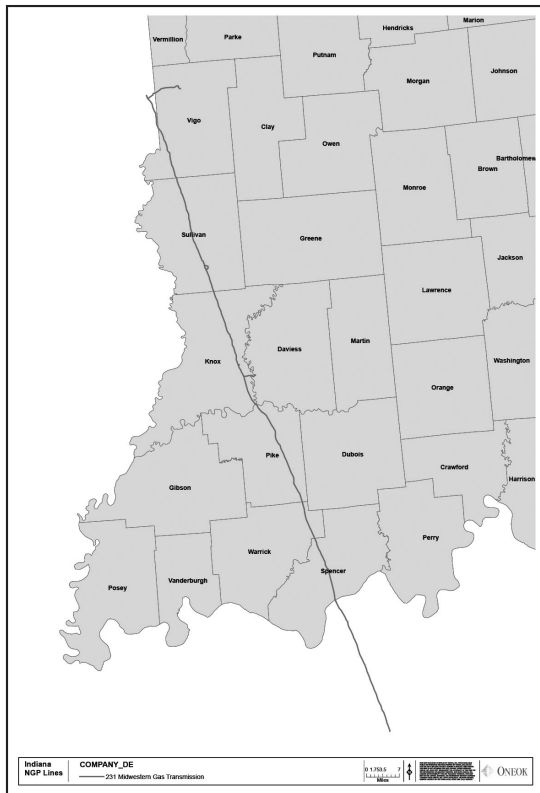 Marion
Hendricks
Vermillion
Parke
Putnam
Johnson
Morgan
Vigo
Clay
Owen
Bartholomew
Brown
Monroe
Sullivan
Greene
Jackson
Lawrence
Daviess
Martin
Washington
Knox
Orange
Pike
Dubois
Crawford
Harrison
Gibson
Perry
Warrick
Spencer
Posey
Vanderburgh
Indiana
NGP Lines
COMPANY_DE
231 Midwestern Gas Transmission
0 1.753.5 7
Miles
ONEOK